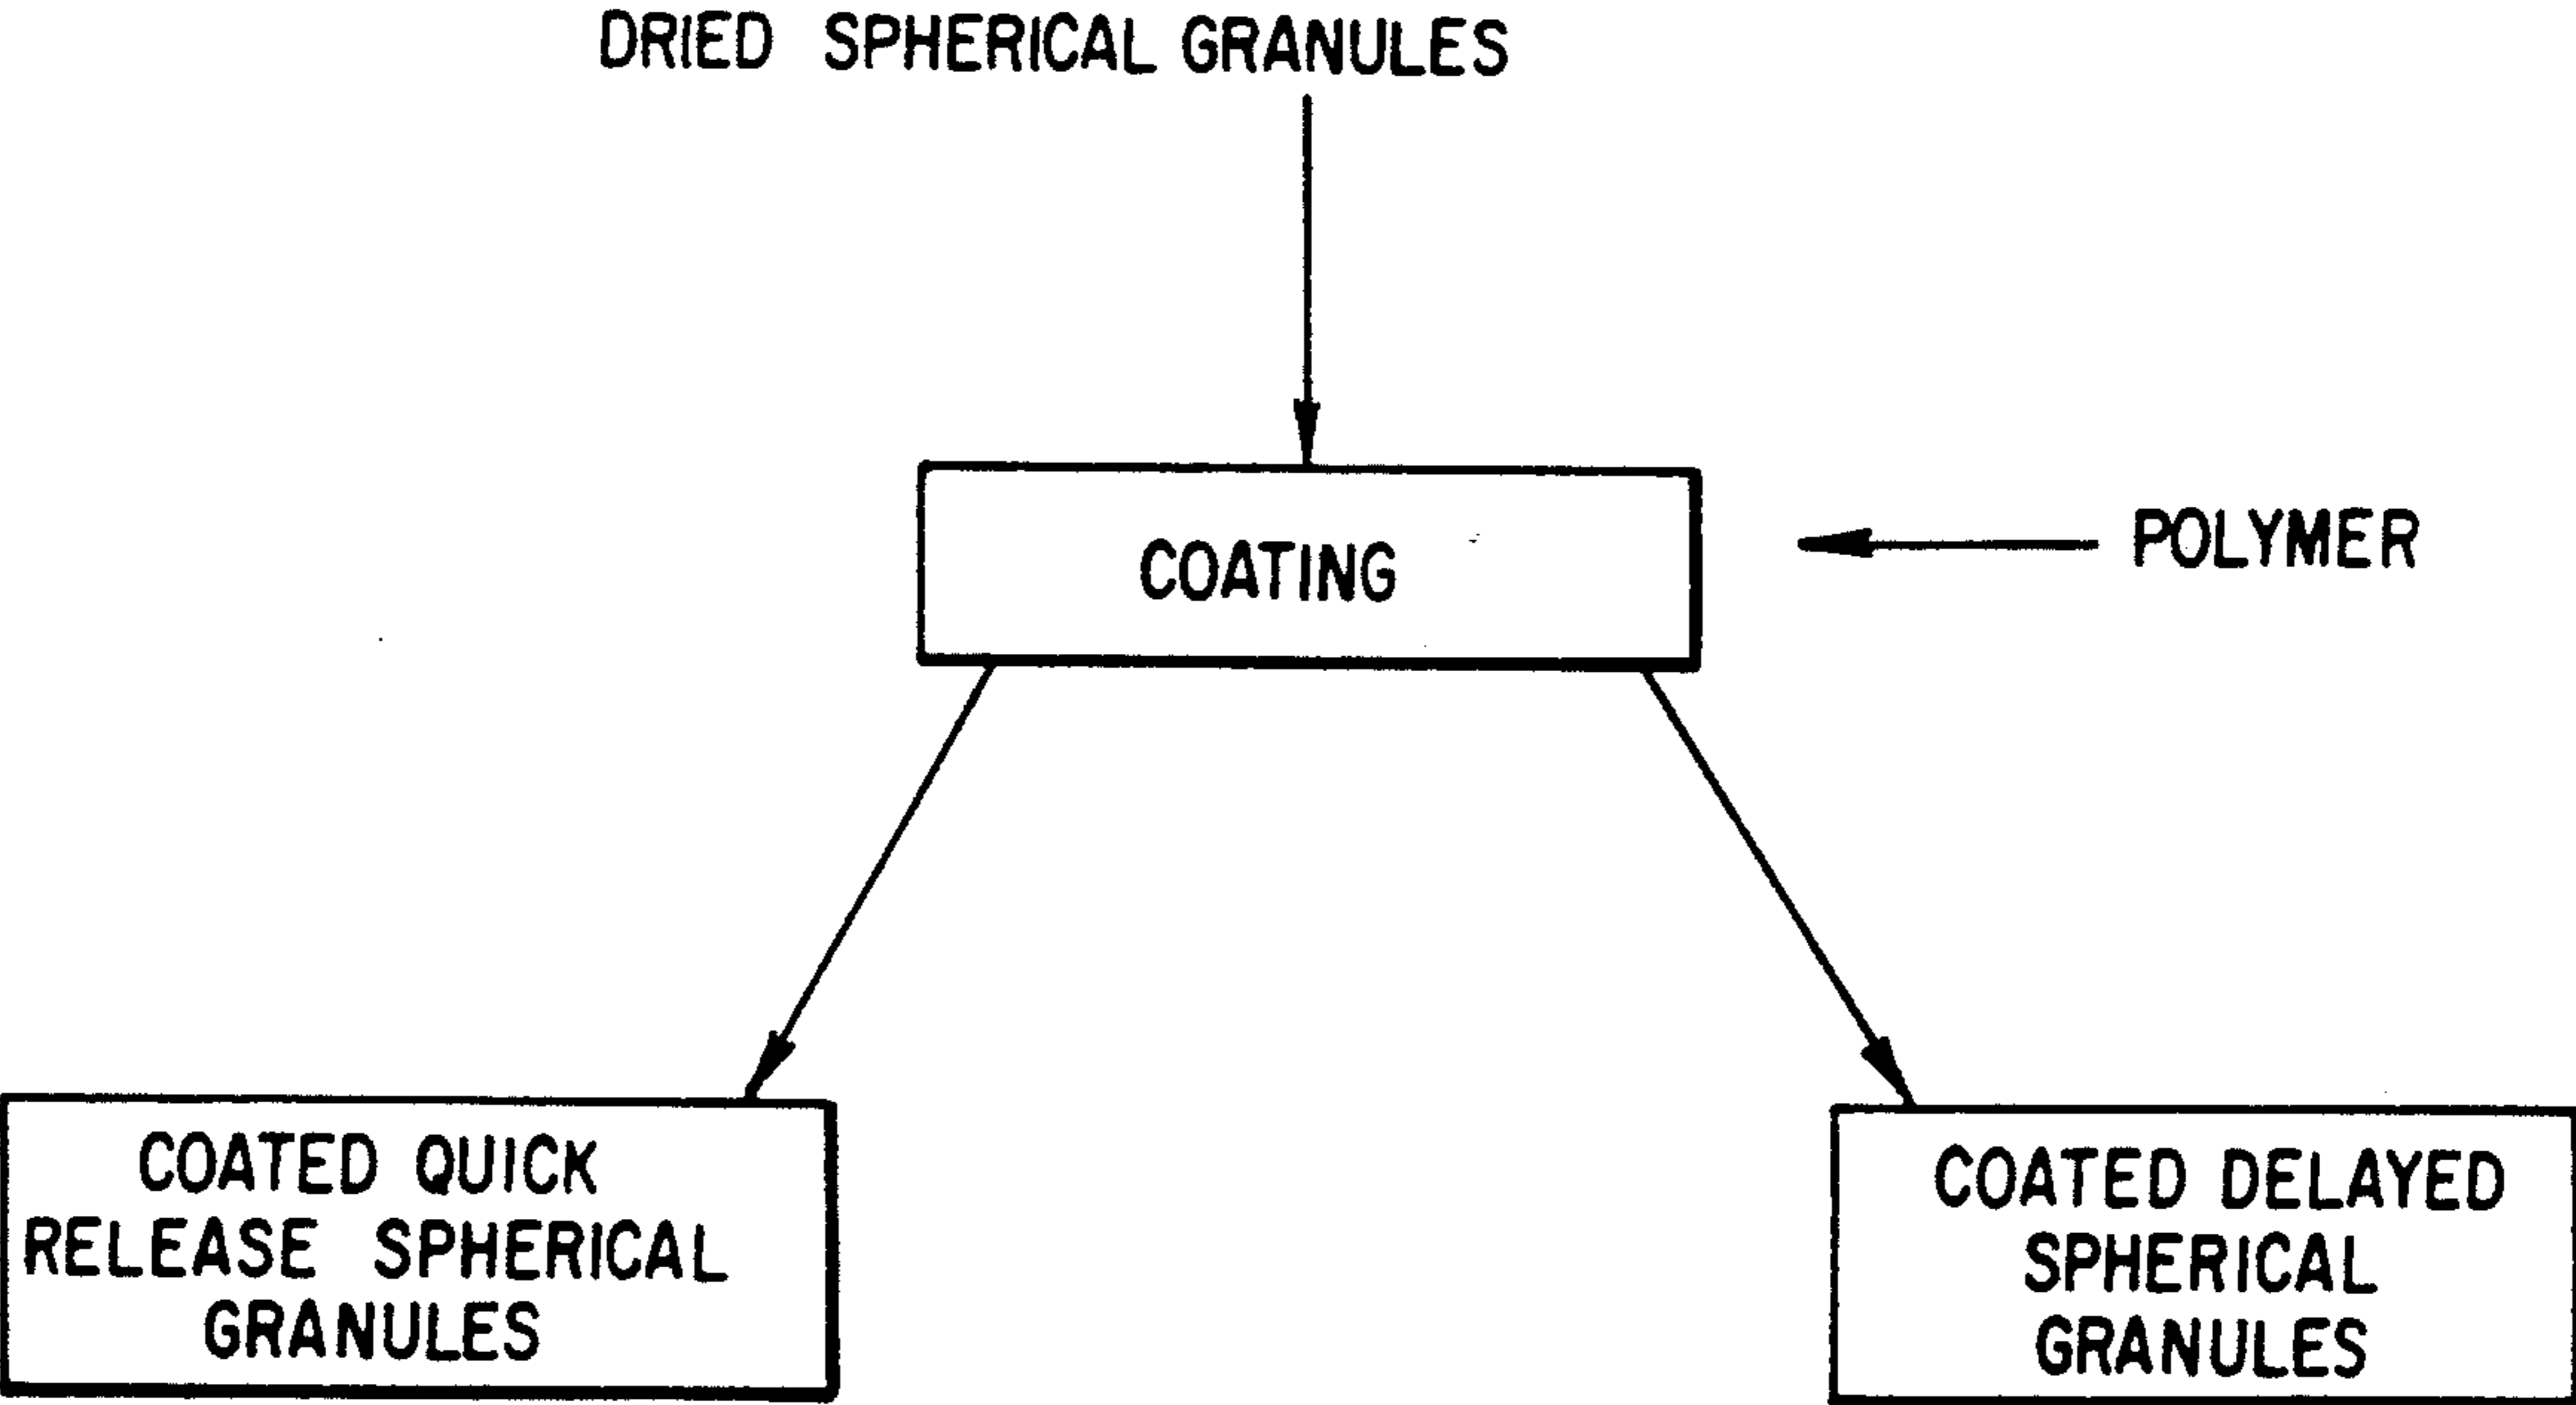 DRIED SPHERICAL GRANULES
COATING
POLYMER
COATED QUICK
RELEASE SPHERICAL
GRANULES
COATED DELAYED
SPHERICAL
GRANULES